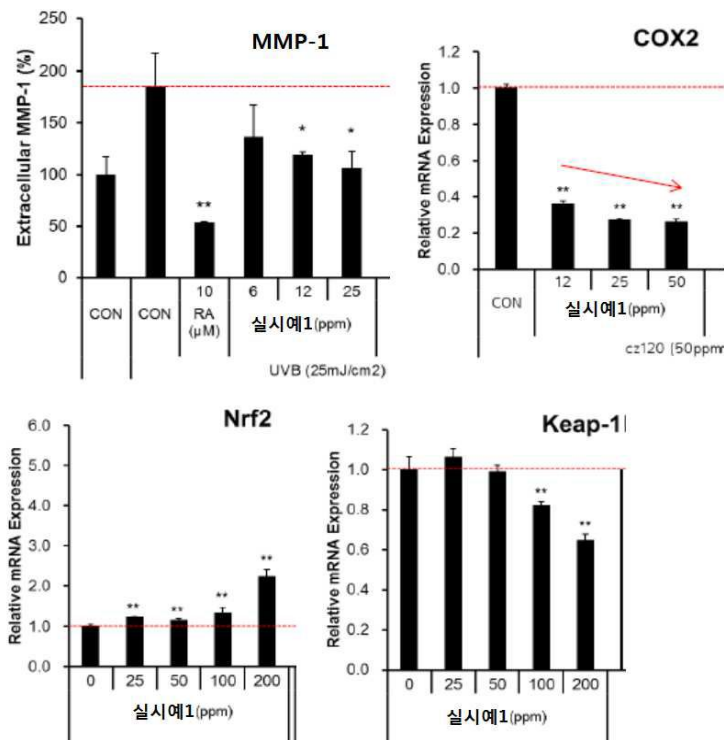 MMP-1
Extracellular MMP-1 (%)
250
200
150
100
50
0
** * *
10 6 12 25
CON CON RA (μM) 실시예1(ppm)
UVB (25mJ/cm2)
COX2
Relative mRNA Expression
1.2
1.0
0.8
0.6
0.4
0.2
0.0
** ** **
12 25 50
CON 실시예1(ppm)
cz120 (50ppm
Nrf2
Relative mRNA Expression
6.0
5.0
4.0
3.0
2.0
1.0
0.0
** ** ** **
0 25 50 100 200
실시예1(ppm)
Keap-1
Relative mRNA Expression
1.2
1.0
0.8
0.6
0.4
0.2
0.0
** **
0 25 50 100 200
실시예1(ppm)